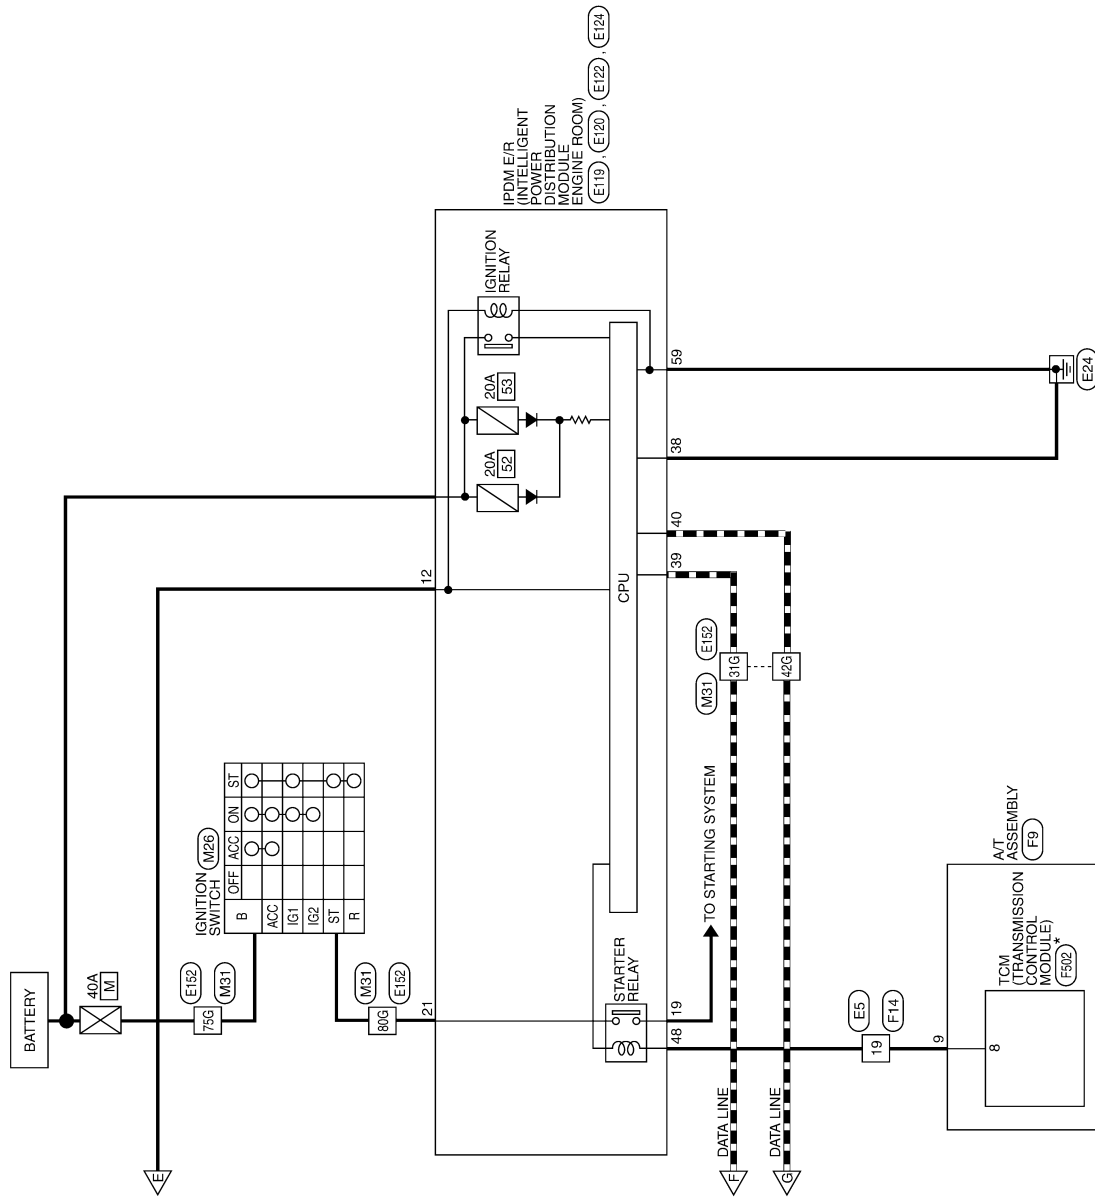 BATTERY
40A
M
E152
M31
75G
IGNITION
SWITCH
M26
OFF
ACC
ON
ST
B
ACC
IG1
IG2
ST
R
M31
E152
80G
E
21
12
IPDM E/R
(INTELLIGENT
POWER
DISTRIBUTION
MODULE
ENGINE ROOM)
E119 , E120 , E122 , E124
20A
52
20A
53
IGNITION
RELAY
STARTER
RELAY
CPU
48
19
39
40
38
59
TO STARTING SYSTEM
M31
E152
31G
42G
DATA LINE
F
DATA LINE
G
E5
F14
19
9
8
TCM
(TRANSMISSION
CONTROL
MODULE)
F502 *
A/T
ASSEMBLY
F9
E24